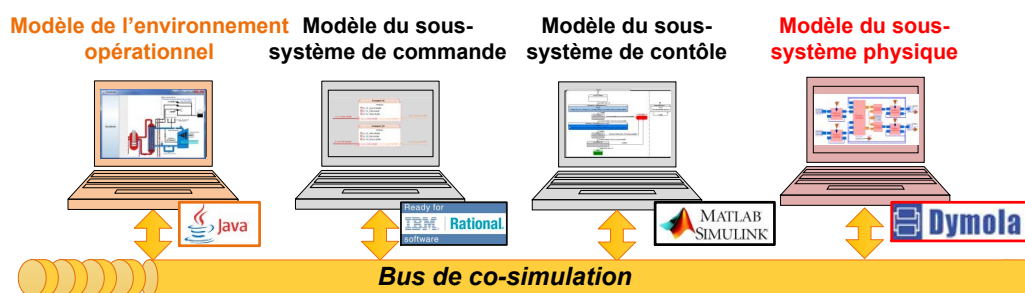 Modèle de l'environnement
opérationnel
Modèle du sous-
système de commande
Modèle du sous-
système de contôle
Modèle du sous-
système physique
Java
Ready for
IBM Rational
software
MATLAB
SIMULINK
Dymola
Bus de co-simulation